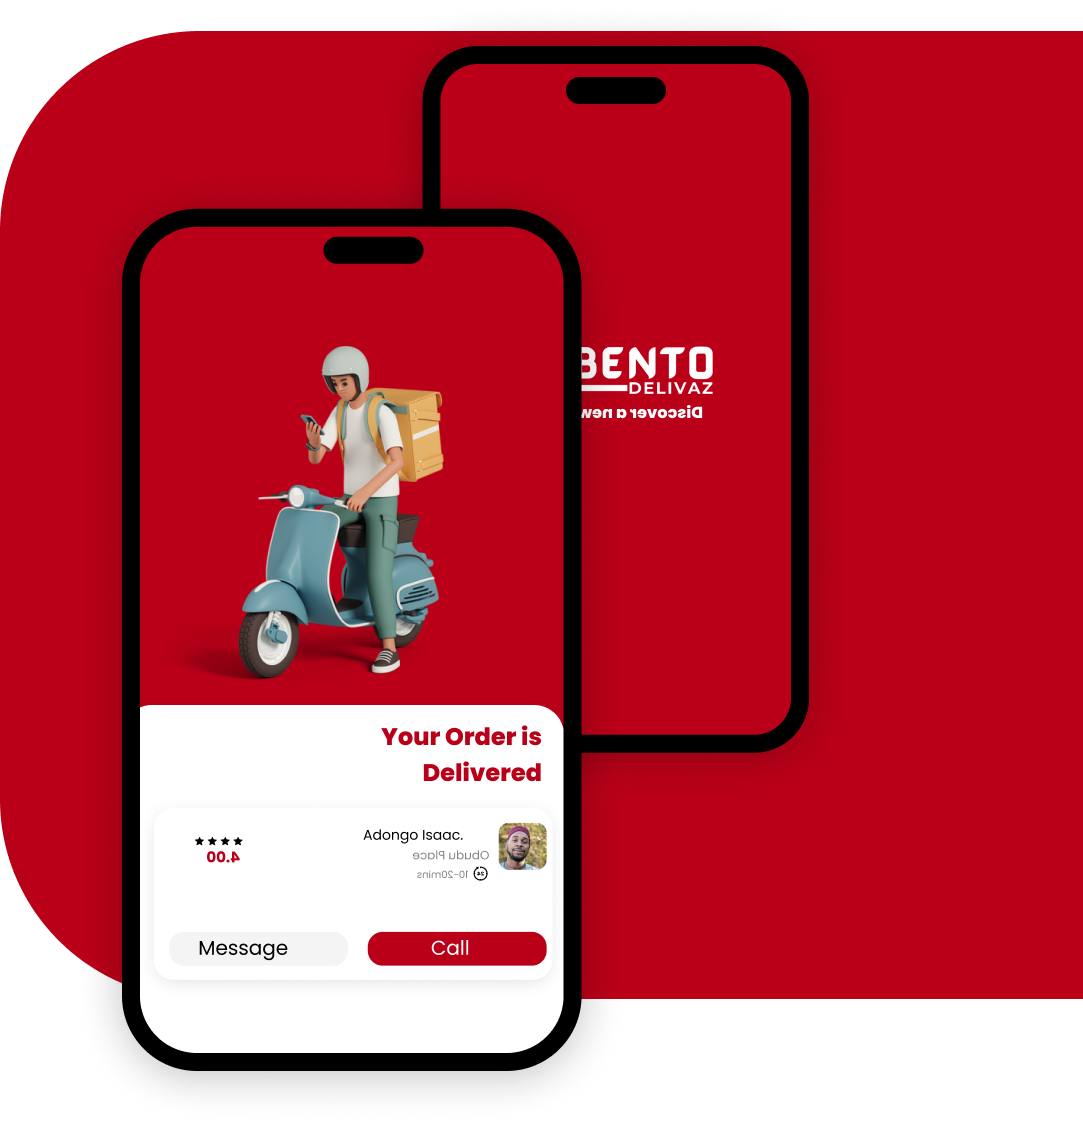 BENTO
DELIVAZ
Discover a new
Your Order is
Delivered
Adongo Isaac.
Obudu Place
10-20mins
4.00
Message
Call